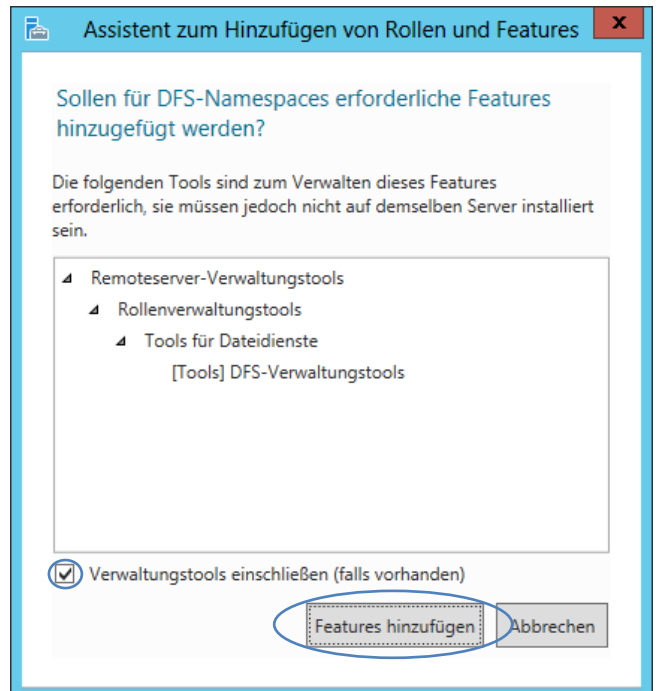 Assistent zum Hinzufügen von Rollen und Features
x
Sollen für DFS-Namespaces erforderliche Features
hinzugefügt werden?
Die folgenden Tools sind zum Verwalten dieses Features
erforderlich, sie müssen jedoch nicht auf demselben Server installiert
sein.
Remoteserver-Verwaltungstools
Rollenverwaltungstools
Tools für Dateidienste
[Tools] DFS-Verwaltungstools
Verwaltungstools einschließen (falls vorhanden)
Features hinzufügen Abbrechen